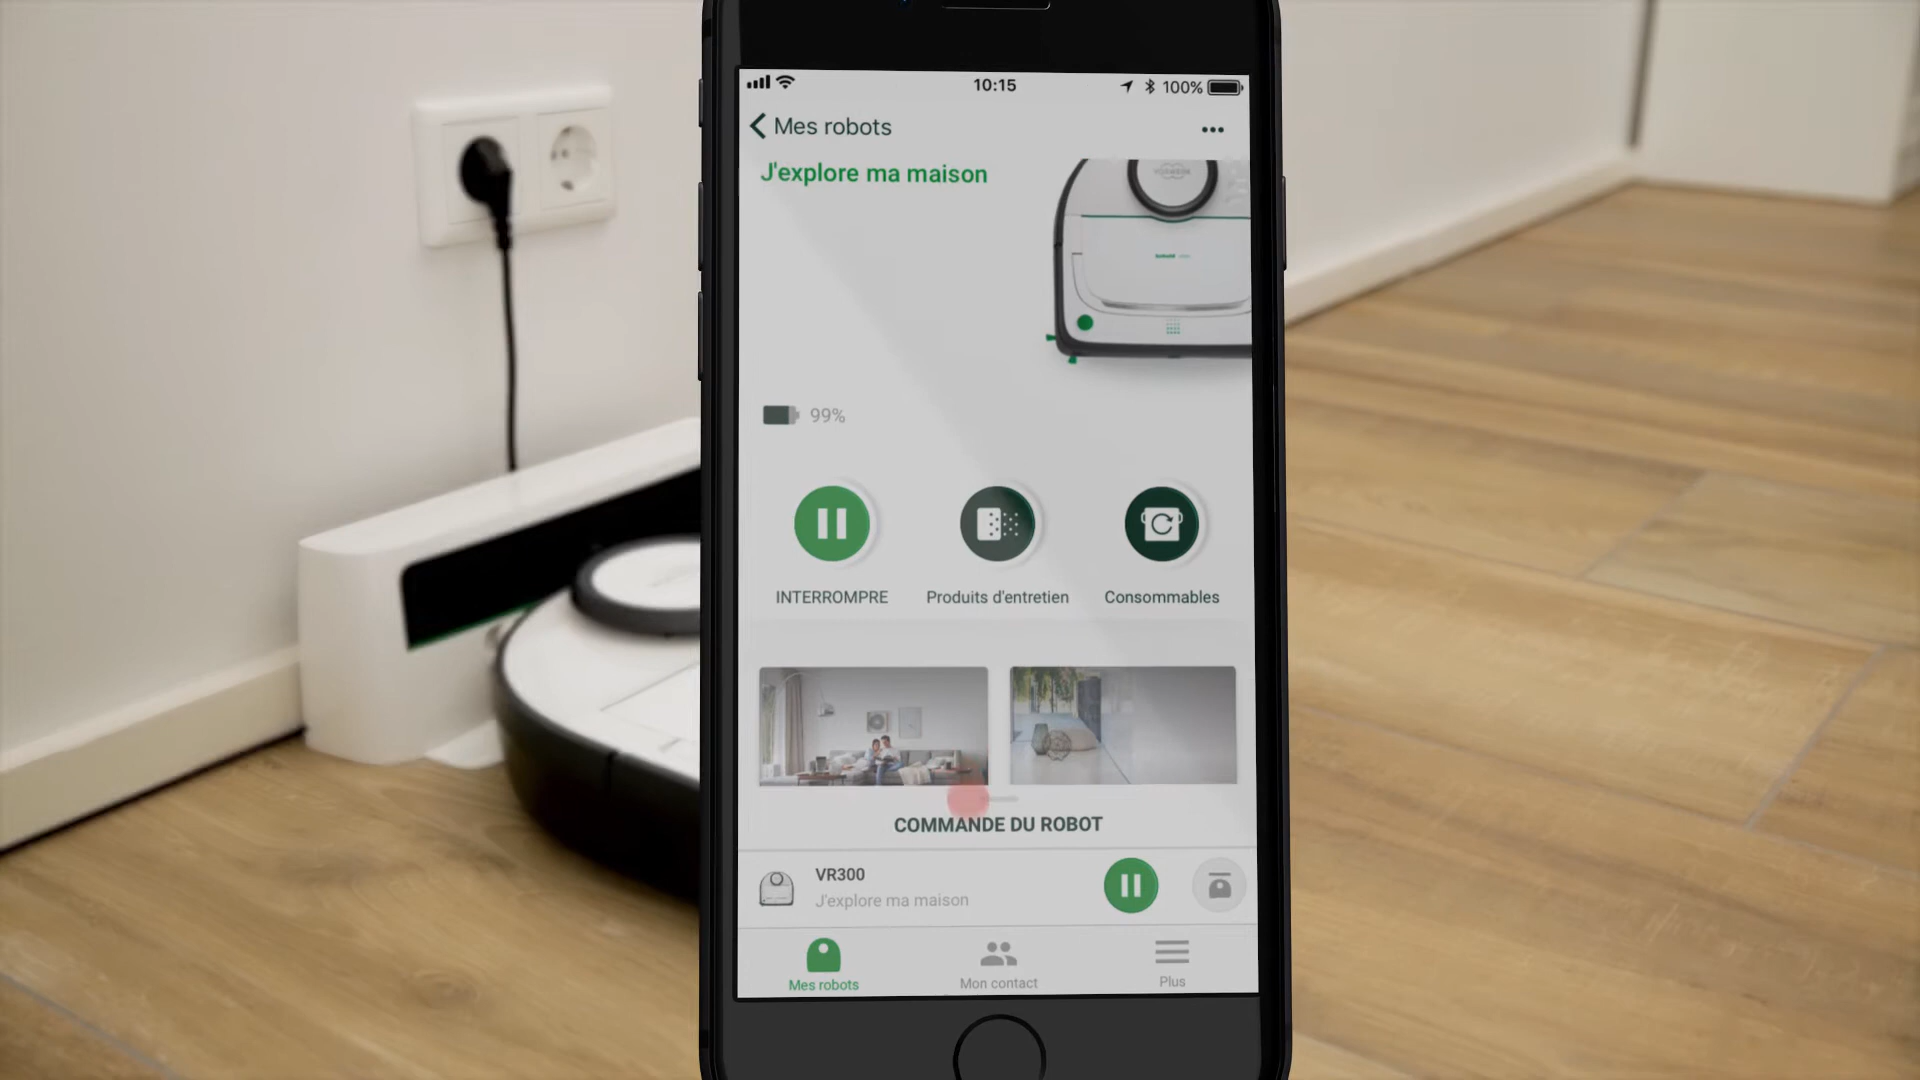 10:15
100%
Mes robots
J'explore ma maison
99%
INTERROMPRE
Produits d'entretien
Consommables
COMMANDE DU ROBOT
VR300
J'explore ma maison
Mes robots
Mon contact
Plus